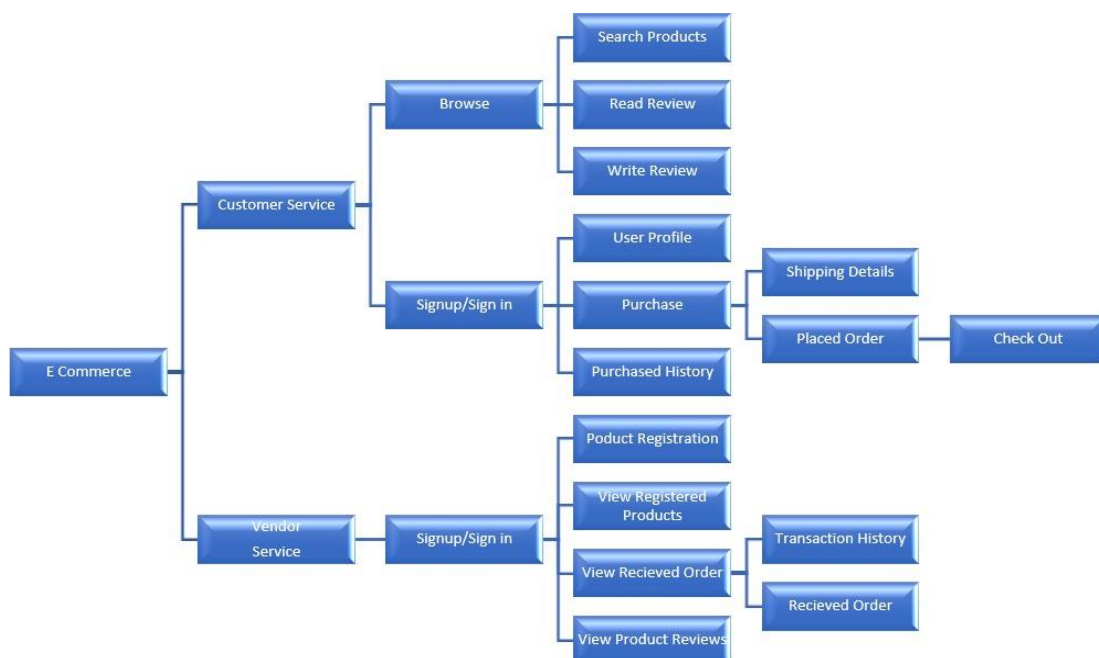 Search Products
Browse
Read Review
Write Review
Customer Service
User Profile
Shipping Details
Signup/Sign in
Purchase
Placed Order
Check Out
E Commerce
Purchased History
Poduct Registration
View Registered
Products
Vendor
Service
Signup/Sign in
Transaction History
View Recieved Order
Recieved Order
View Product Reviews